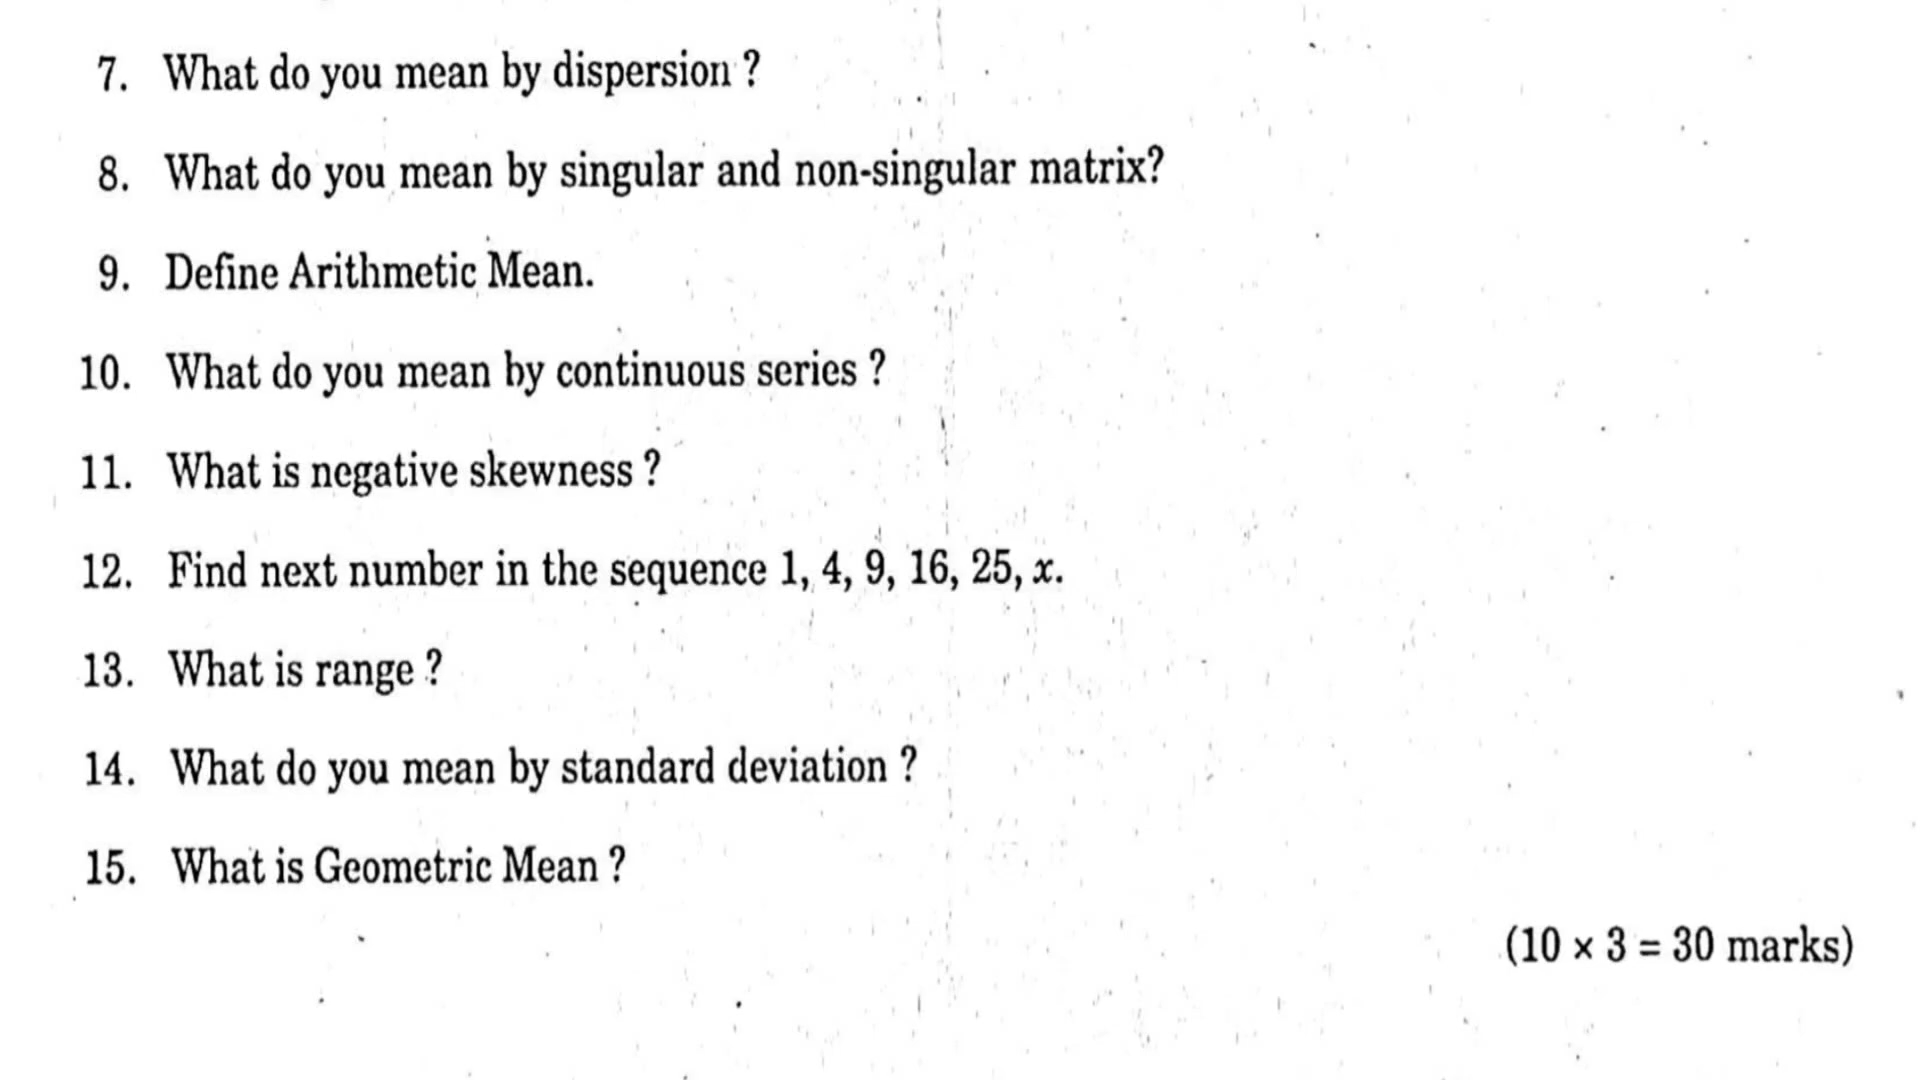 7. What do you mean by dispersion ?
8. What do you mean by singular and non-singular matrix?
9. Define Arithmetic Mean.
10. What do you mean by continuous series ?
11. What is negative skewness ?
12. Find next number in the sequence 1, 4, 9, 16, 25, x.
13. What is range ?
14. What do you mean by standard deviation ?
15. What is Geometric Mean ?
(10 × 3 = 30 marks)